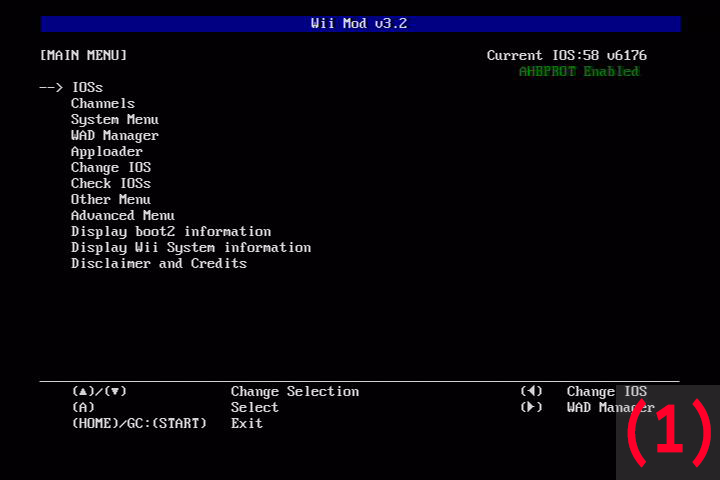 Wii Mod v3.2
[MAIN MENU] Current IOS:58 v6176
AHBPROT Enabled
--> IOSs
Channels
System Menu
WAD Manager
Apploader
Change IOS
Check IOSs
Other Menu
Advanced Menu
Display boot2 information
Display Wii System information
Disclaimer and Credits
(▲)/(▼) Change Selection (◀) Change IOS
(A) Select (▶) WAD Manager
(HOME)/GC:(START) Exit
(1)